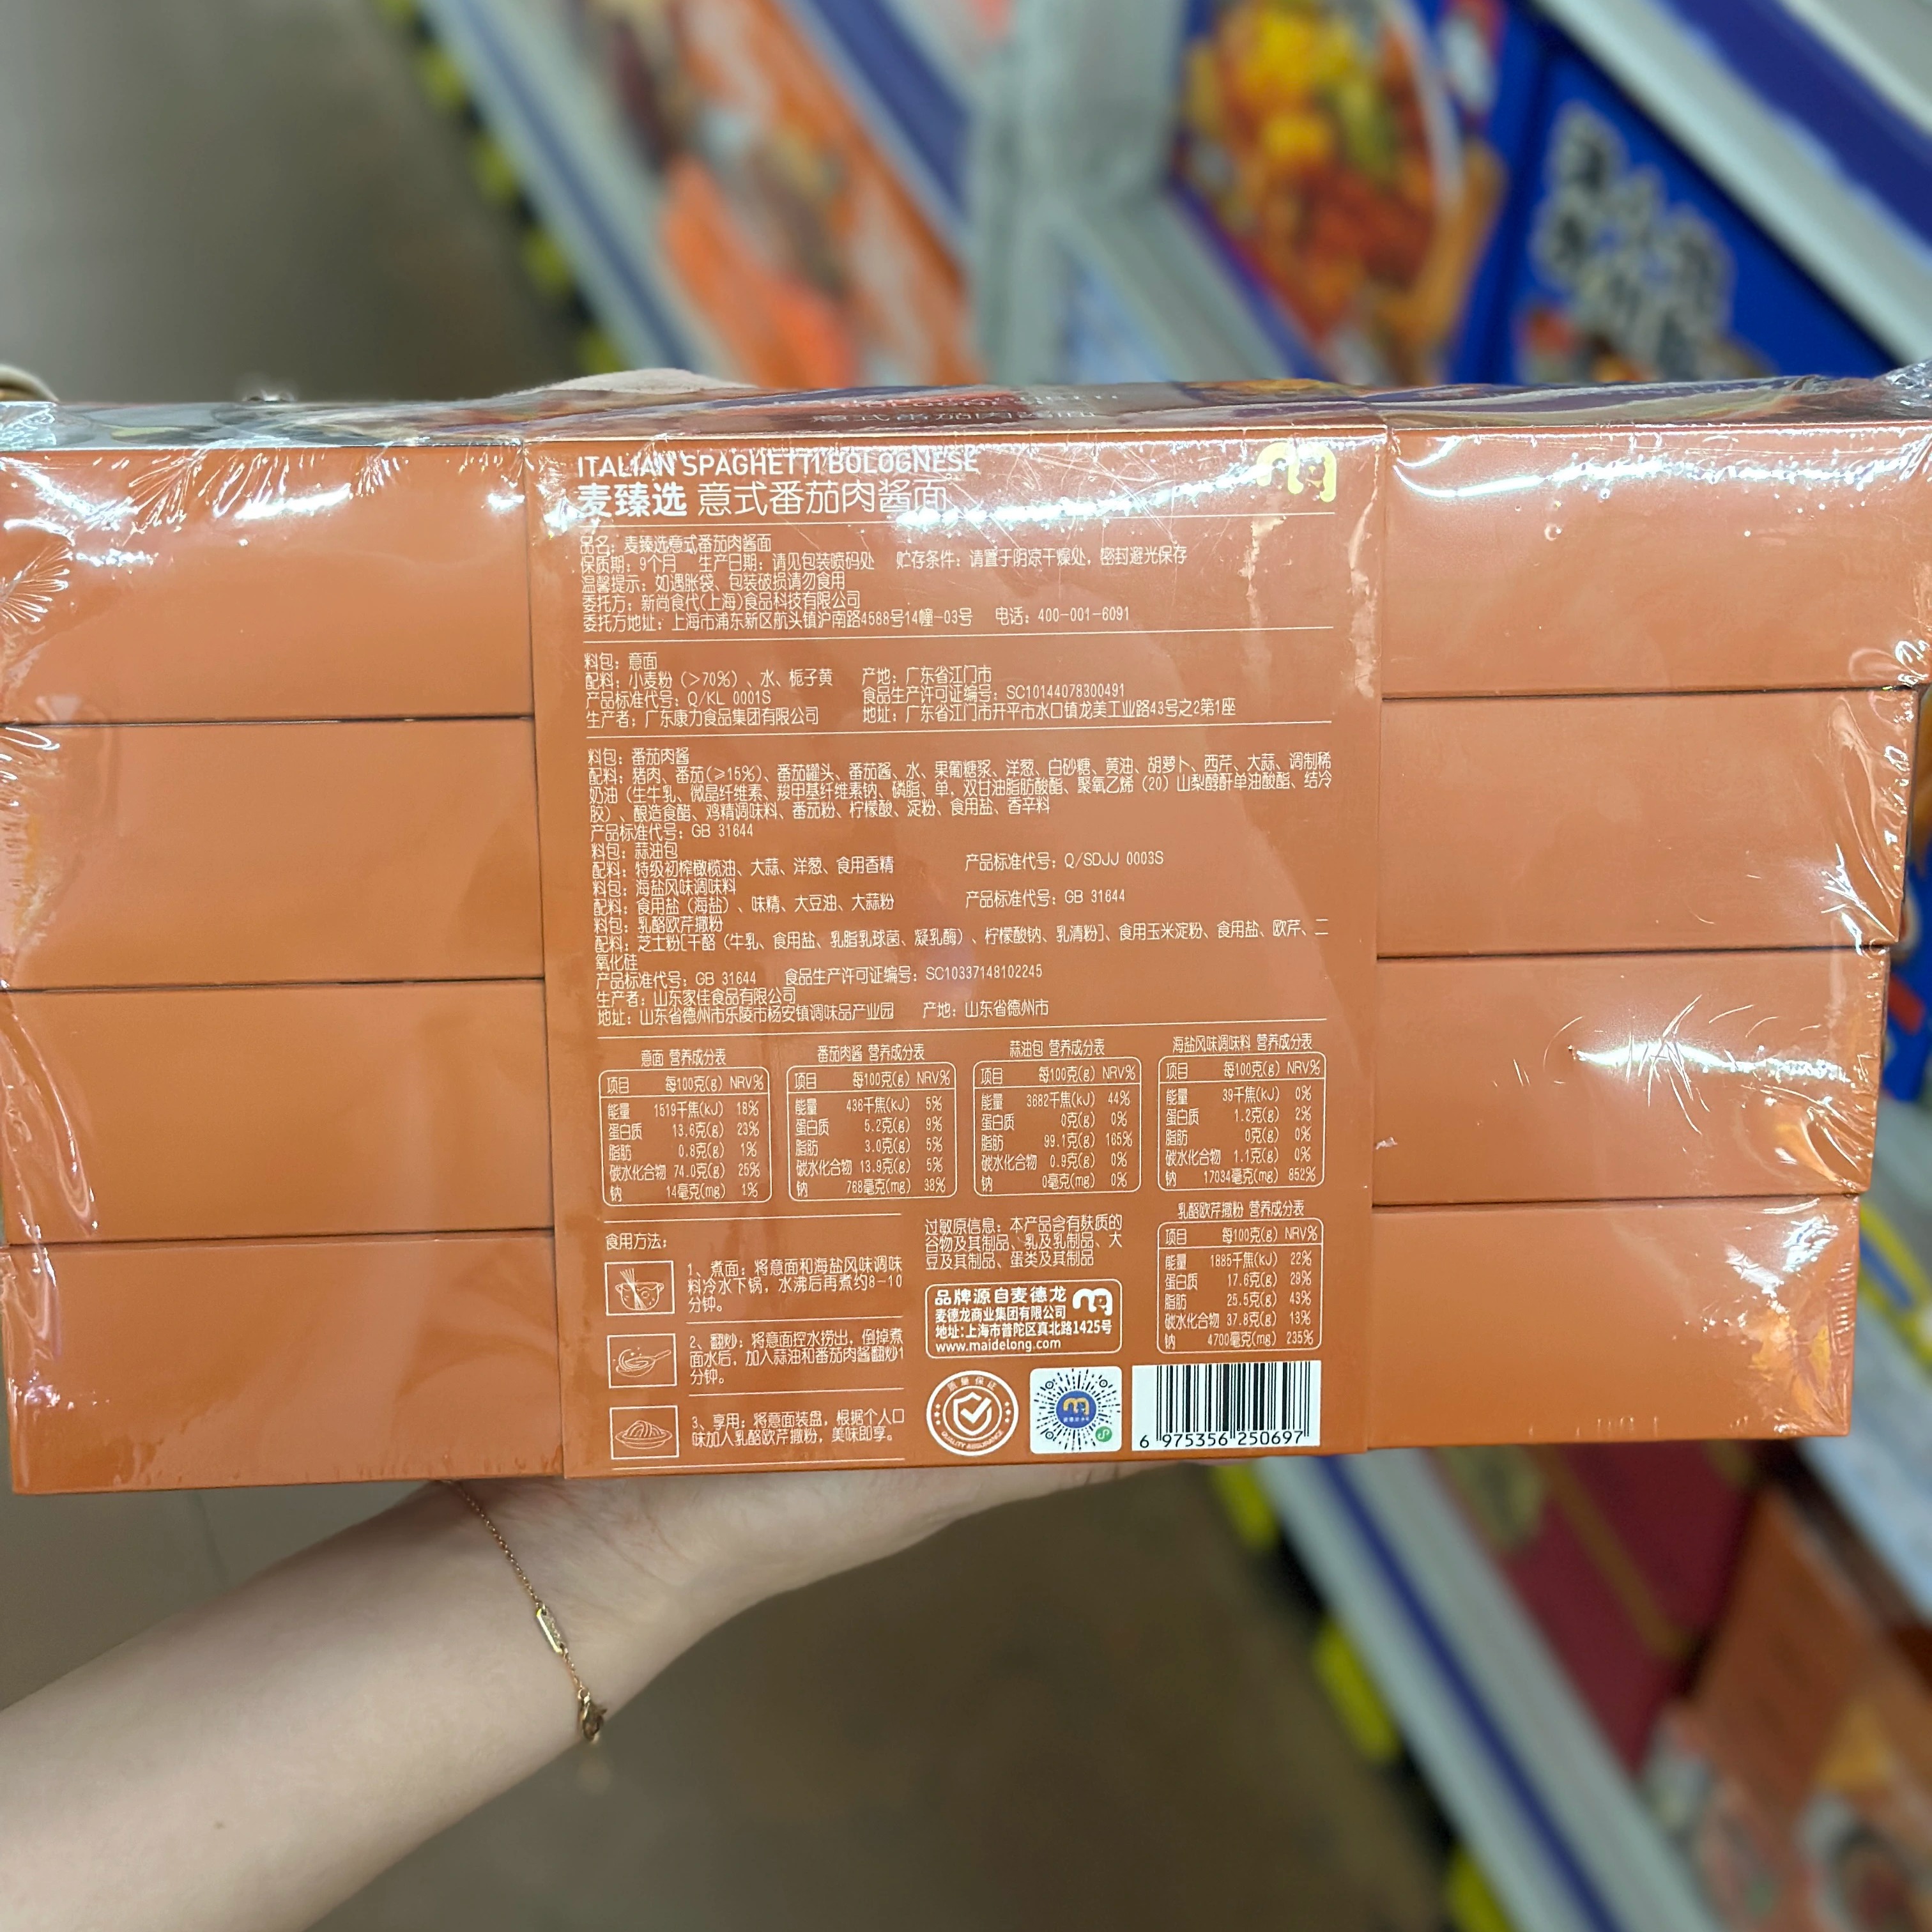 意式番茄肉酱面
ITALIAN SPAGHETTI BOLOGNESE
麦臻选 意式番茄肉酱面
品名：麦臻选意式番茄肉酱面
保质期：9个月 生产日期：请见包装喷码处 贮存条件：请置于阴凉干燥处，密封避光保存
温馨提示：如遇胀袋、包装破损请勿食用
委托方：新尚食代(上海)食品科技有限公司
委托方地址：上海市浦东新区航头镇沪南路4588号14幢-03号 电话：400-001-6091
料包：意面
配料：小麦粉（>70%）、水、栀子黄 产地：广东省江门市
产品标准代号：Q/KL 0001S 食品生产许可证编号：SC10144078300491
生产者：广东康力食品集团有限公司 地址：广东省江门市开平市水口镇龙美工业路43号之2第1座
料包：番茄肉酱
配料：猪肉、番茄(≥15%)、番茄罐头、番茄酱、水、果葡糖浆、洋葱、白砂糖、黄油、胡萝卜、西芹、大蒜、调制稀
奶油（生牛乳、微晶纤维素、羧甲基纤维素钠、磷脂、单，双甘油脂肪酸酯、聚氧乙烯（20）山梨醇酐单油酸酯、结冷
胶）、酿造食醋、鸡精调味料、番茄粉、柠檬酸、淀粉、食用盐、香辛料
产品标准代号：GB 31644
料包：蒜油包
配料：特级初榨橄榄油、大蒜、洋葱、食用香精 产品标准代号：Q/SDJJ 0003S
料包：海盐风味调味料
配料：食用盐（海盐）、味精、大豆油、大蒜粉 产品标准代号：GB 31644
料包：乳酪欧芹撒粉
配料：芝士粉[干酪（牛乳、食用盐、乳脂乳球菌、凝乳酶）、柠檬酸钠、乳清粉]、食用玉米淀粉、食用盐、欧芹、二
氧化硅
产品标准代号：GB 31644 食品生产许可证编号：SC10337148102245
生产者：山东家佳食品有限公司
地址：山东省德州市乐陵市杨安镇调味品产业园 产地：山东省德州市
意面 营养成分表
项目 每100克(g) NRV%
能量 1519千焦(kJ) 18%
蛋白质 13.6克(g) 23%
脂肪 0.8克(g) 1%
碳水化合物 74.0克(g) 25%
钠 14毫克(mg) 1%
番茄肉酱 营养成分表
项目 每100克(g) NRV%
能量 436千焦(kJ) 5%
蛋白质 5.2克(g) 9%
脂肪 3.0克(g) 5%
碳水化合物 13.9克(g) 5%
钠 768毫克(mg) 38%
蒜油包 营养成分表
项目 每100克(g) NRV%
能量 3682千焦(kJ) 44%
蛋白质 0克(g) 0%
脂肪 99.1克(g) 165%
碳水化合物 0.9克(g) 0%
钠 0毫克(mg) 0%
海盐风味调味料 营养成分表
项目 每100克(g) NRV%
能量 39千焦(kJ) 0%
蛋白质 1.2克(g) 2%
脂肪 0克(g) 0%
碳水化合物 1.1克(g) 0%
钠 17034毫克(mg) 852%
乳酪欧芹撒粉 营养成分表
项目 每100克(g) NRV%
能量 1885千焦(kJ) 22%
蛋白质 17.6克(g) 29%
脂肪 25.5克(g) 43%
碳水化合物 37.8克(g) 13%
钠 4700毫克(mg) 235%
食用方法：
1、煮面：将意面和海盐风味调味
料冷水下锅，水沸后再煮约8-10
分钟。
2、翻炒：将意面控水捞出，倒掉煮
面水后，加入蒜油和番茄肉酱翻炒1
分钟。
3、享用：将意面装盘，根据个人口
味加入乳酪欧芹撒粉，美味即享。
过敏原信息：本产品含有麸质的
谷物及其制品、乳及乳制品、大
豆及其制品、蛋类及其制品
品牌源自麦德龙
麦德龙商业集团有限公司
地址：上海市普陀区真北路1425号
www.maidelong.com
质量保证
QUALITY ASSURANCE
6 975356 250697